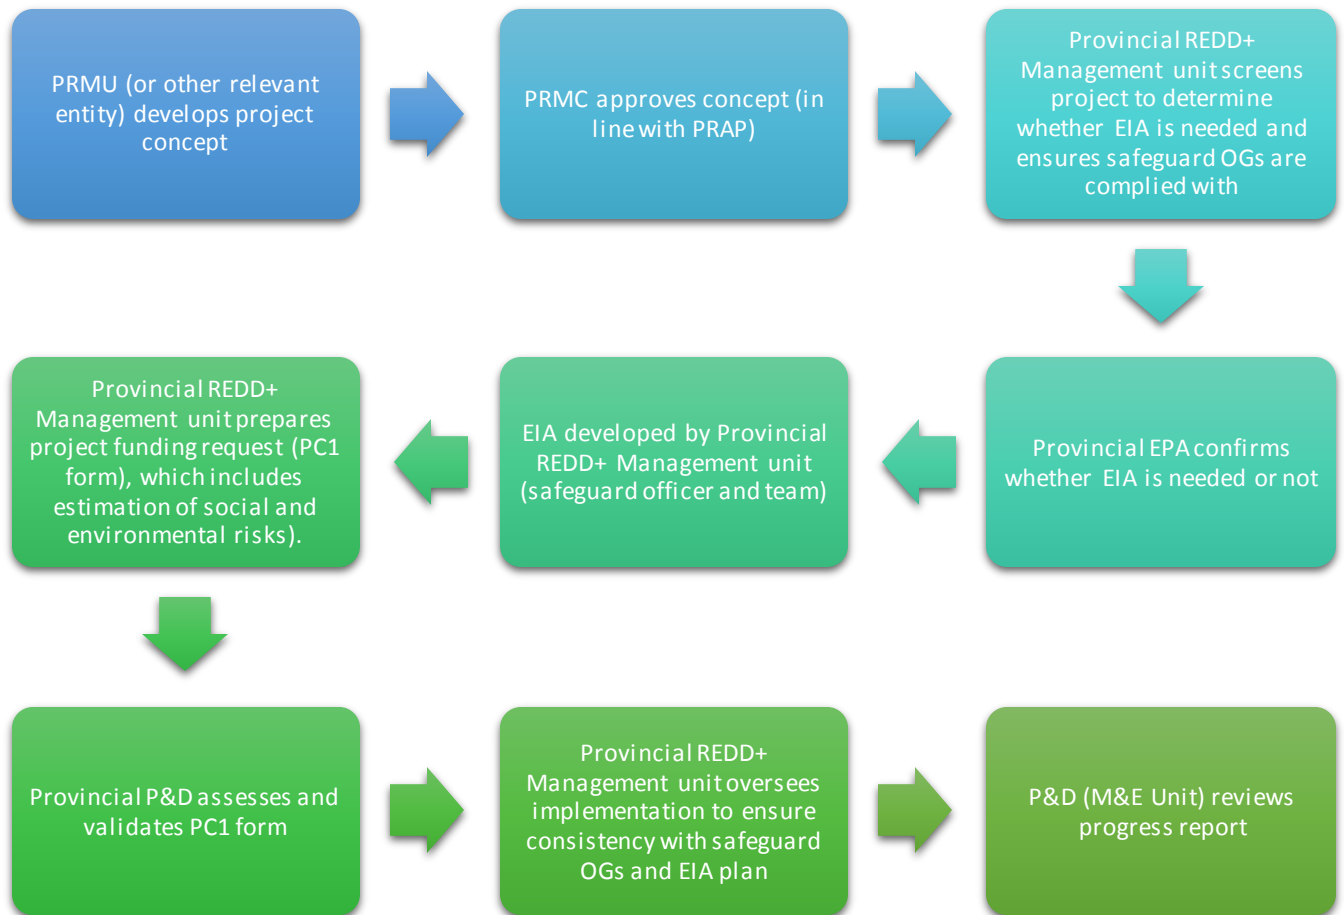 PRMU (or other relevant
entity) develops project
concept
PRMC approves concept (in
line with PRAP)
Provincial REDD+
Management unit screens
project to determine
whether EIA is needed and
ensures safeguard OGs are
complied with
Provincial EPA confirms
whether EIA is needed or not
EIA developed by Provincial
REDD+ Management unit
(safeguard officer and team)
Provincial REDD+
Management unit prepares
project funding request (PC1
form), which includes
estimation of social and
environmental risks).
Provincial P&D assesses and
validates PC1 form
Provincial REDD+
Management unit oversees
implementation to ensure
consistency with safeguard
OGs and EIA plan
P&D (M&E Unit) reviews
progress report